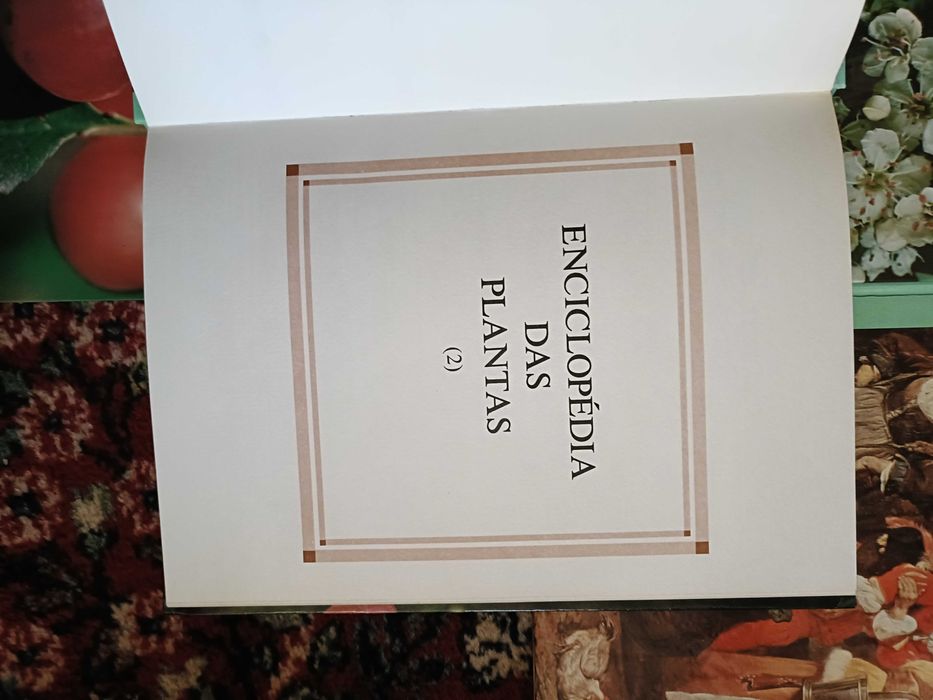 ENCICLOPÉDIA
DAS
PLANTAS
(2)